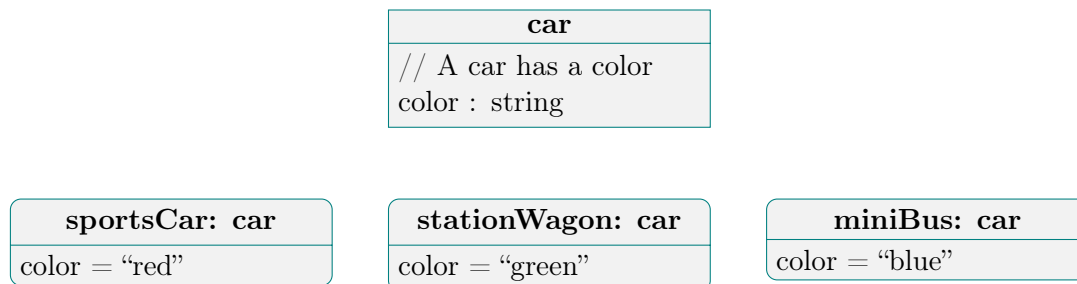 car
// A car has a color
color : string
sportsCar: car
color = “red”
stationWagon: car
color = “green”
miniBus: car
color = “blue”